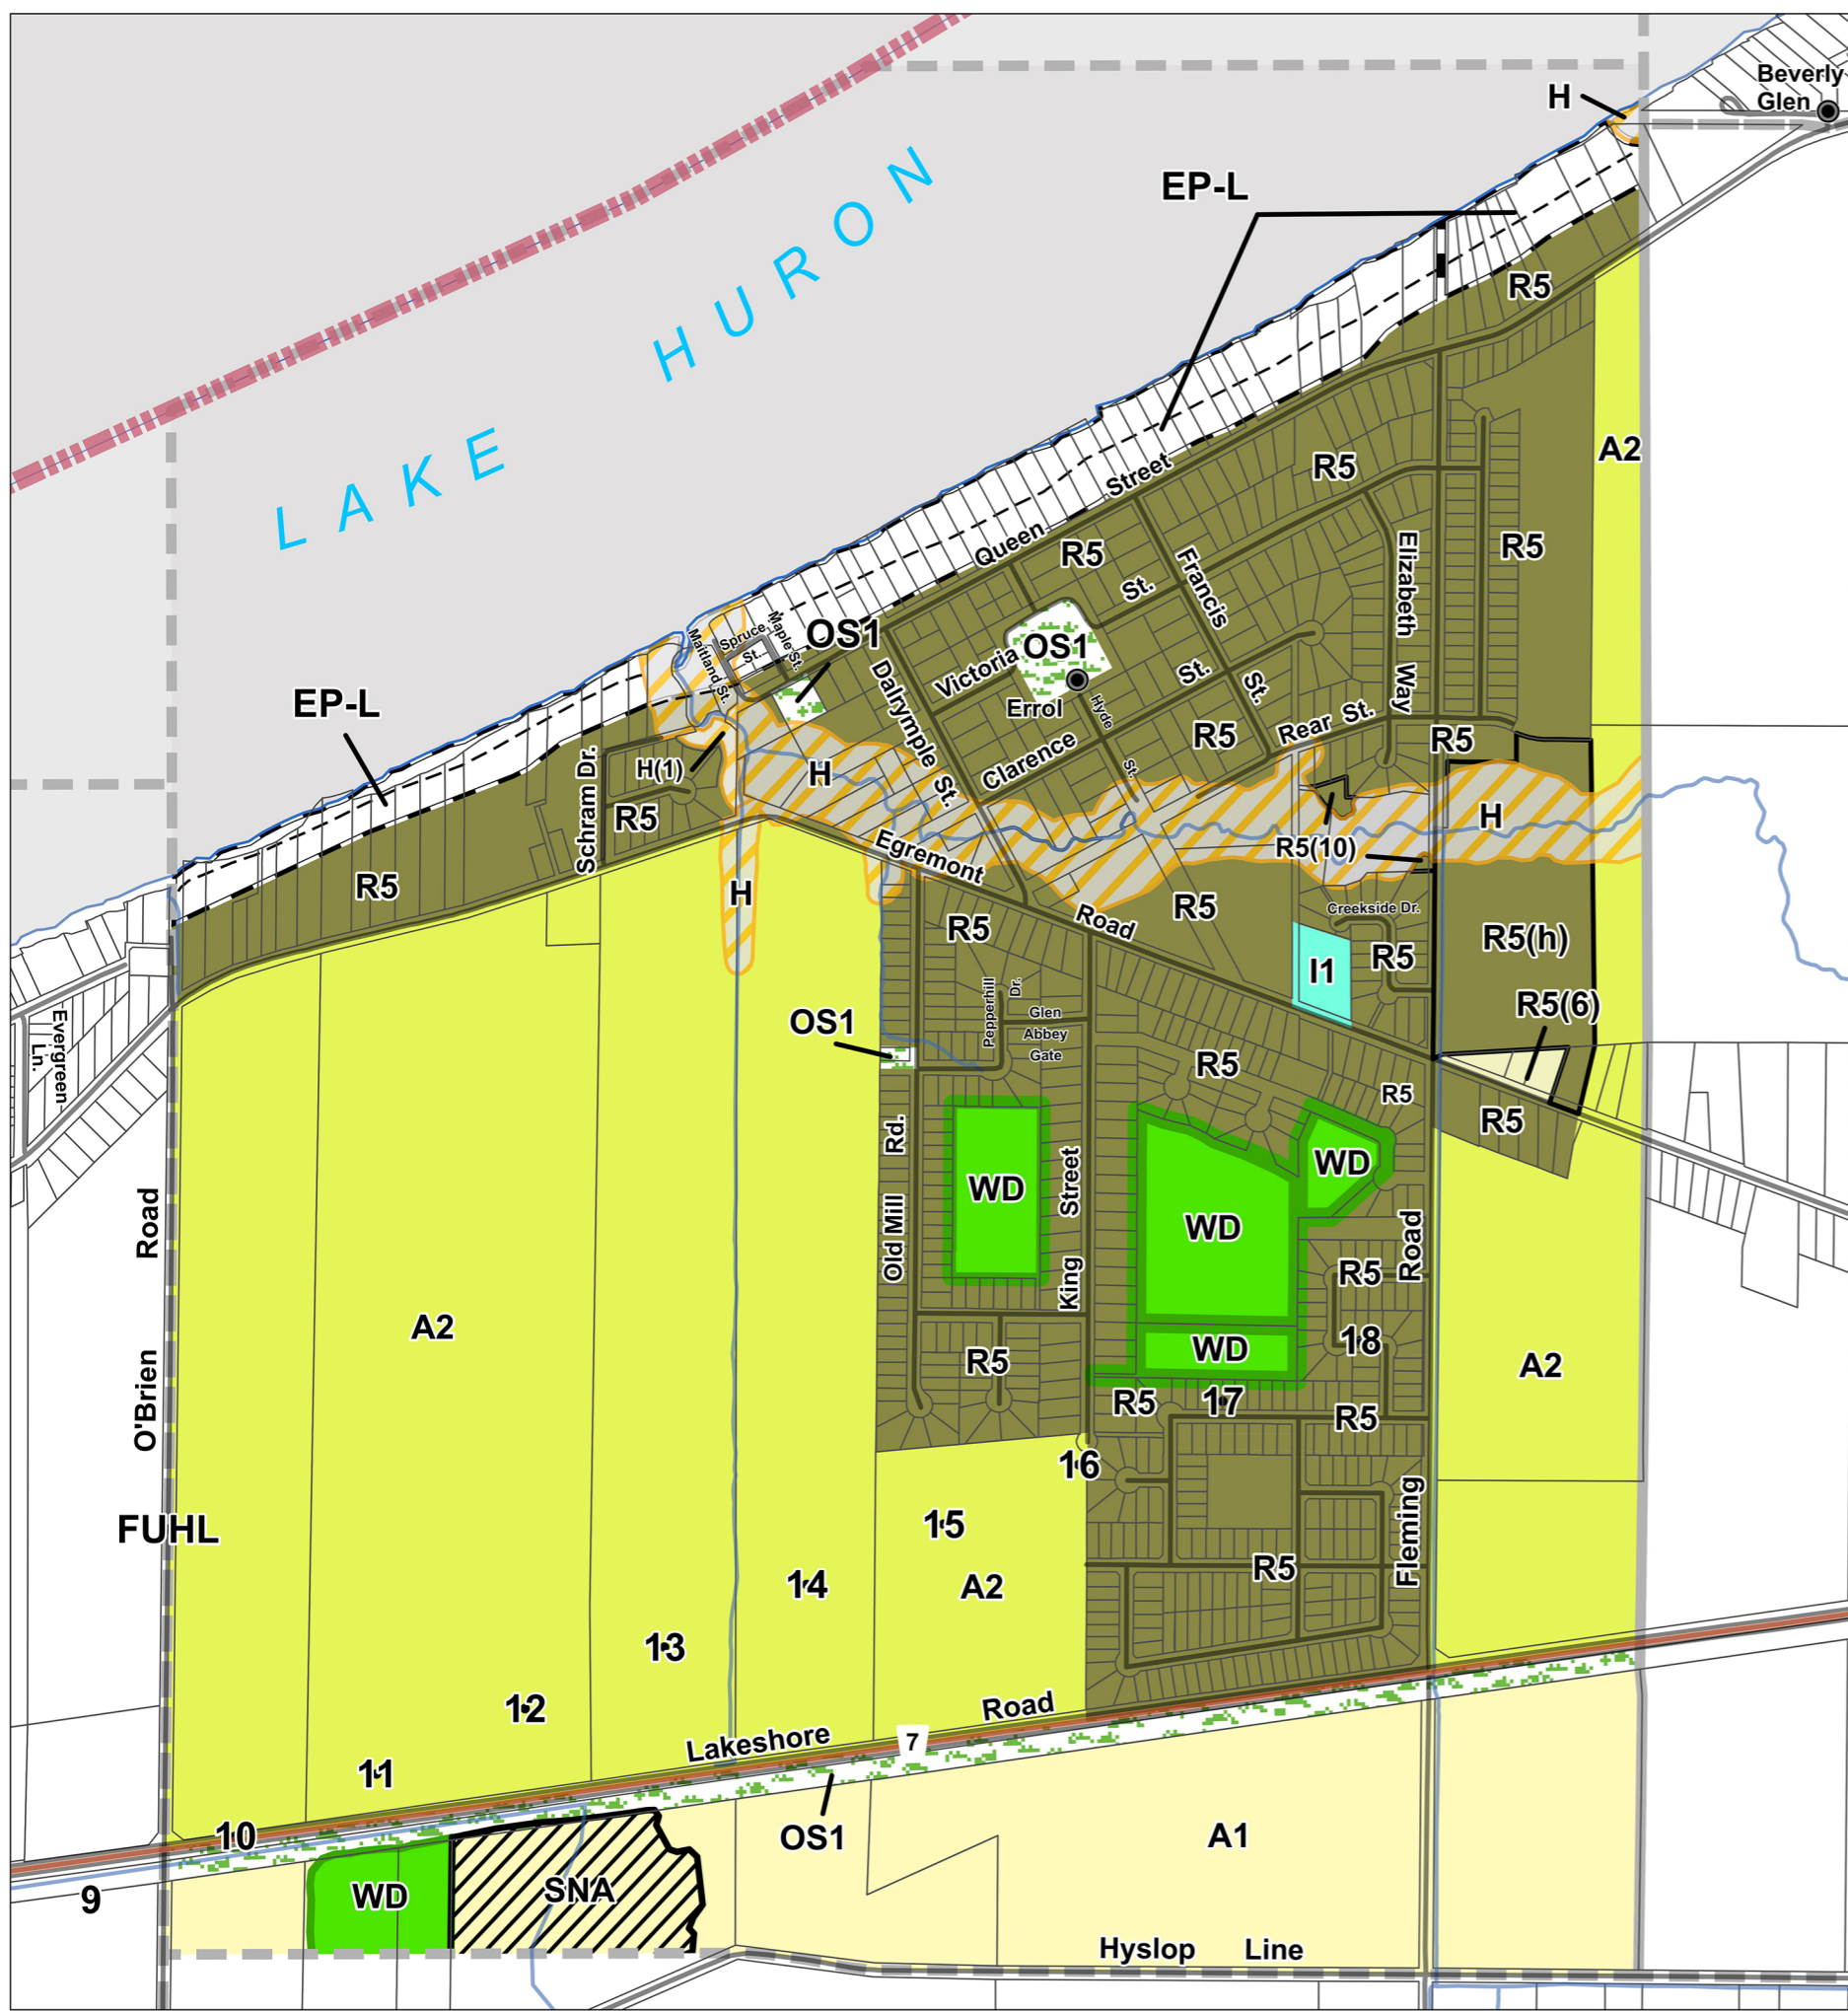 Beverly
Glen
H
EP-L
LAKE HURON
R5
A2
R5
Queen Street
R5
R5
Elizabeth Way
Francis St.
St.
OS1
Spruce St.
Maple St.
Maitland St.
OS1
Victoria
St.
Errol
Hyde St.
Dalrymple St.
Clarence
R5
Rear St.
R5
EP-L
Schram Dr.
H(1)
H
R5
H
R5(10)
Egremont Road
R5
H
R5
R5
Creekside Dr.
R5
R5(h)
I1
R5(6)
Pepperhill Dr.
Glen
Abbey
Gate
OS1
Evergreen Ln.
R5
R5
R5
Old Mill Rd.
WD
King Street
WD
WD
O'Brien Road
Fleming Road
R5
A2
WD
18
R5
A2
R5
17
R5
16
FUHL
15
14
A2
R5
13
12
Lakeshore Road
7
11
10
OS1
A1
9
WD
SNA
Hyslop Line